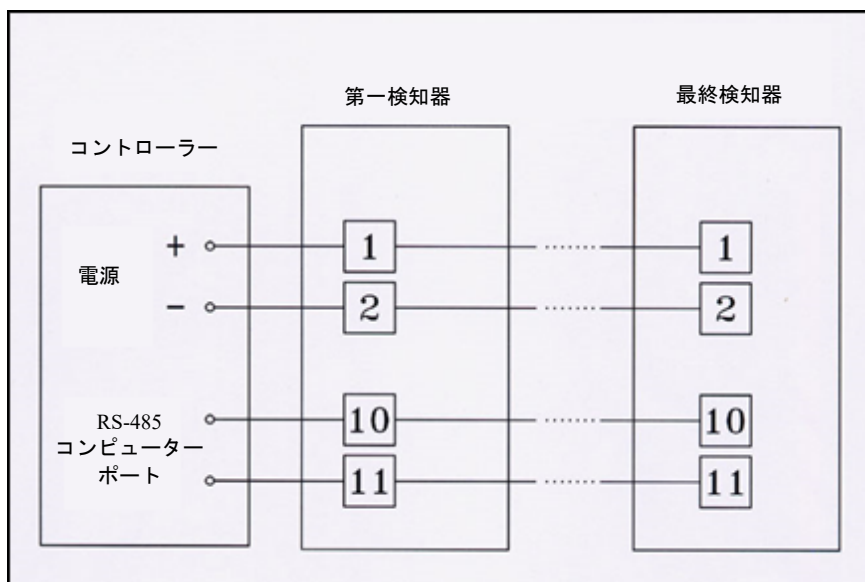 第一検知器
最終検知器
コントローラー
電源
+
−
RS-485
コンピューター
ポート
1
2
10
11
1
2
10
11